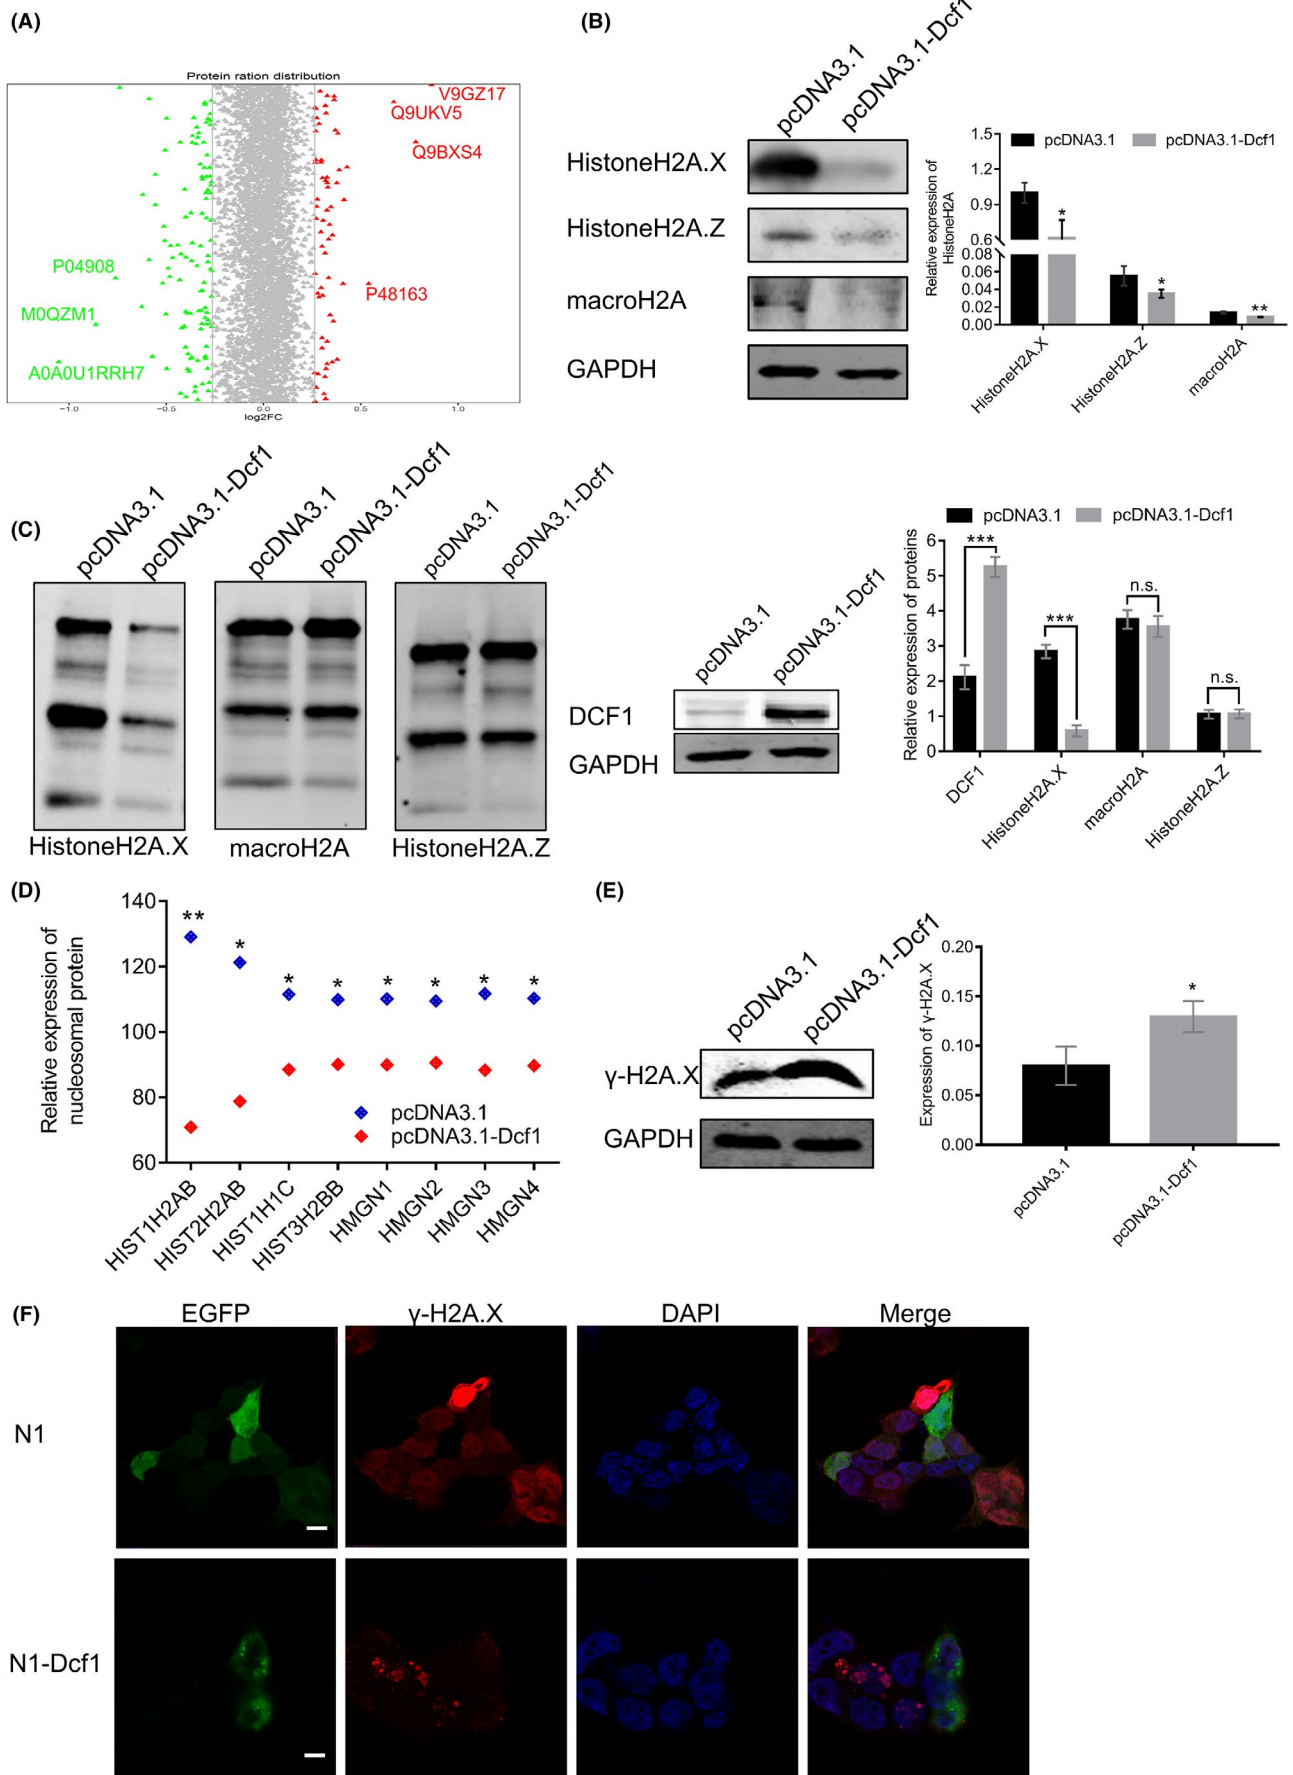 (A)
Protein ration distribution
V9GZ17
Q9UKV5
Q9BXS4
P04908
P48163
M0QZM1
A0A0U1RRH7
−1.0 −0.5 0.0 0.5 1.0
log2FC
(B)
pcDNA3.1 pcDNA3.1-Dcf1
HistoneH2A.X
HistoneH2A.Z
macroH2A
GAPDH
pcDNA3.1 pcDNA3.1-Dcf1
Relative expression of
HistoneH2A
1.5
1.2
0.9
0.6
0.08
0.06
0.04
0.02
0.00
* * **
HistoneH2A.X HistoneH2A.Z macroH2A
(C)
pcDNA3.1 pcDNA3.1-Dcf1 pcDNA3.1 pcDNA3.1-Dcf1 pcDNA3.1 pcDNA3.1-Dcf1
HistoneH2A.X macroH2A HistoneH2A.Z
pcDNA3.1 pcDNA3.1-Dcf1
DCF1
GAPDH
pcDNA3.1 pcDNA3.1-Dcf1
Relative expression of proteins
6
5
4
3
2
1
0
*** *** n.s. n.s.
DCF1 HistoneH2A.X macroH2A HistoneH2A.Z
(D)
Relative expression of
nucleosomal protein
140
120
100
80
60
** * * * * * * *
pcDNA3.1
pcDNA3.1-Dcf1
HIST1H2AB HIST2H2AB HIST1H1C HIST3H2BB HMGN1 HMGN2 HMGN3 HMGN4
(E)
pcDNA3.1 pcDNA3.1-Dcf1
γ-H2A.X
GAPDH
Expression of γ-H2A.X
0.20
0.15
0.10
0.05
0.00
*
pcDNA3.1 pcDNA3.1-Dcf1
(F)
EGFP γ-H2A.X DAPI Merge
N1
N1-Dcf1